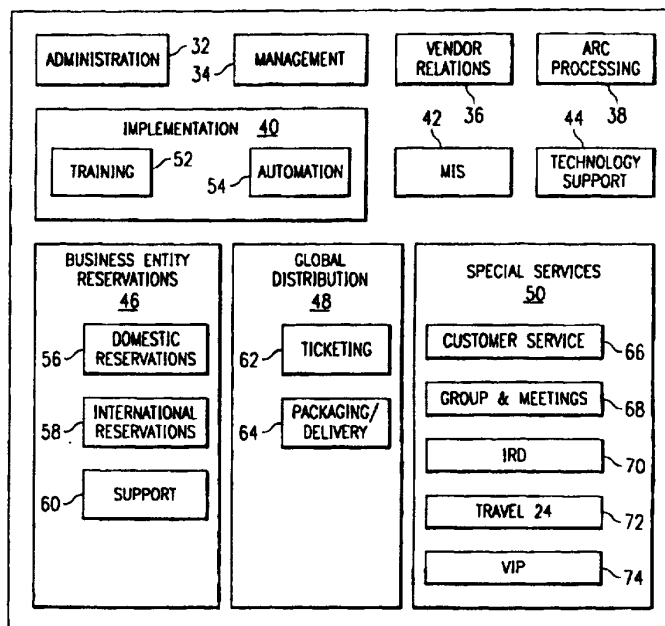 ADMINISTRATION
32
34
MANAGEMENT
VENDOR
RELATIONS
36
ARC
PROCESSING
38
IMPLEMENTATION 40
TRAINING
52
54
AUTOMATION
42
MIS
44
TECHNOLOGY
SUPPORT
BUSINESS ENTITY
RESERVATIONS
46
56
DOMESTIC
RESERVATIONS
58
INTERNATIONAL
RESERVATIONS
60
SUPPORT
GLOBAL
DISTRIBUTION
48
62
TICKETING
64
PACKAGING/
DELIVERY
SPECIAL SERVICES
50
CUSTOMER SERVICE
66
GROUP & MEETINGS
68
IRD
70
TRAVEL 24
72
VIP
74